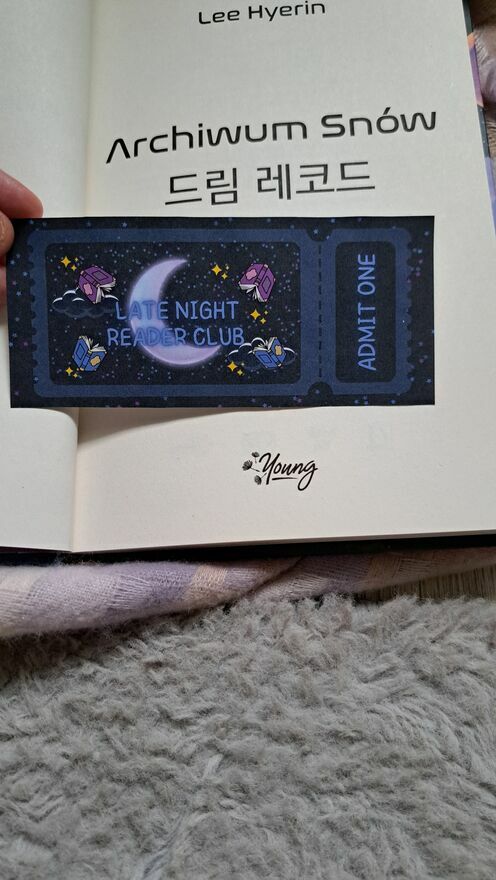 Lee Hyerin
Archiwum Snów
드림 레코드
LATE NIGHT
READER CLUB
ADMIT ONE
Young